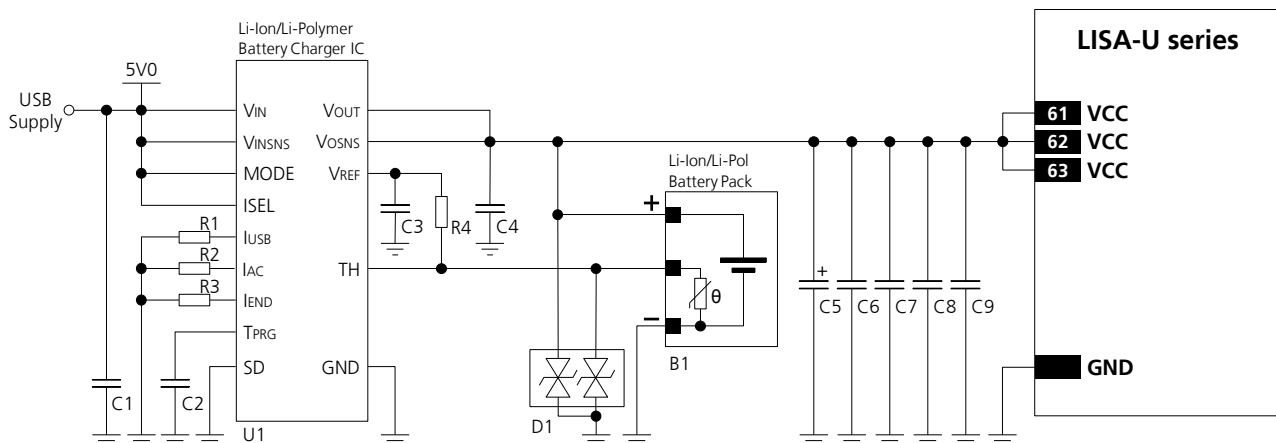 Li-Ion/Li-Polymer
Battery Charger IC
LISA-U series
5V0
USB
Supply
VIN
VOUT
61 VCC
VINSNS
VOSNS
62 VCC
MODE
VREF
Li-Ion/Li-Pol
Battery Pack
63 VCC
ISEL
+
R1
IUSB
C3
R4
C4
R2
IAC
TH
R3
IEND
θ
+
C5
C6
C7
C8
C9
TPRG
−
SD
GND
B1
GND
C1
C2
U1
D1